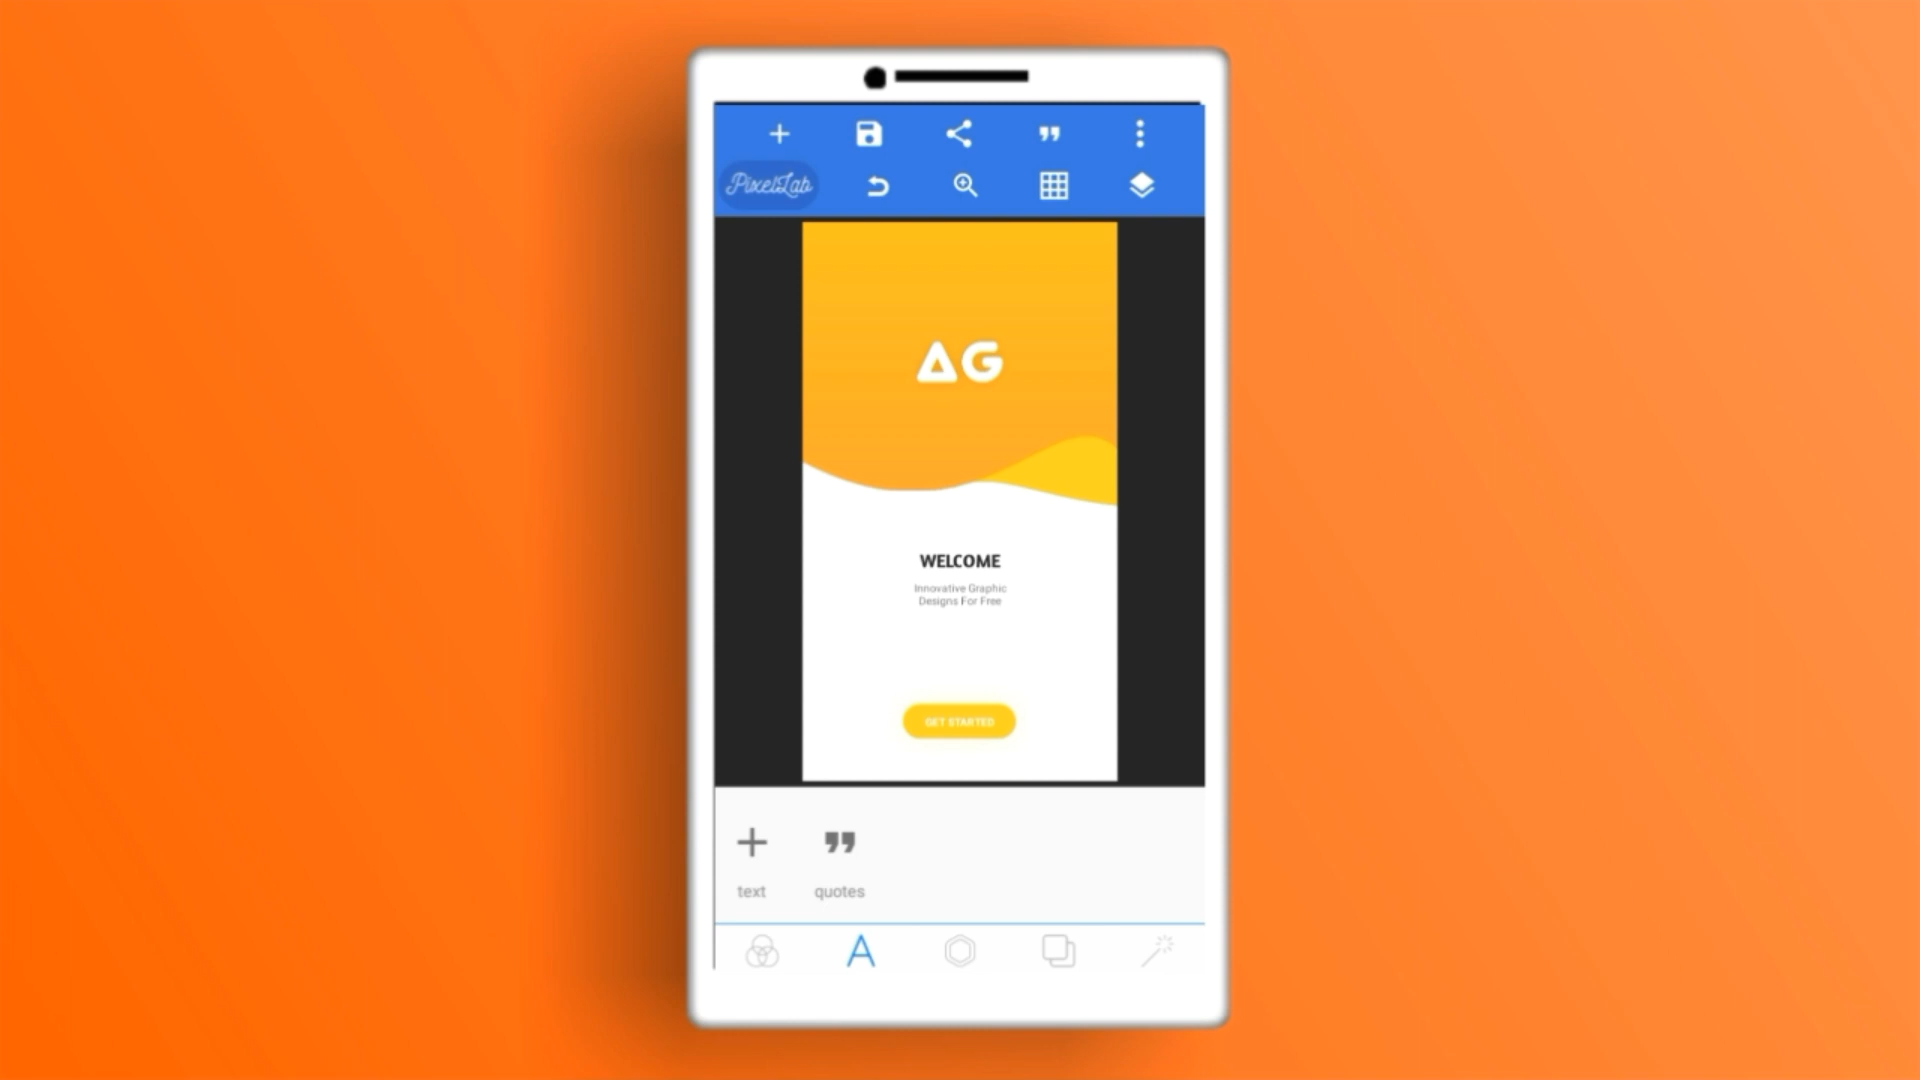 PixelLab
AG
WELCOME
Innovative Graphic
Designs For Free
GET STARTED
text
quotes